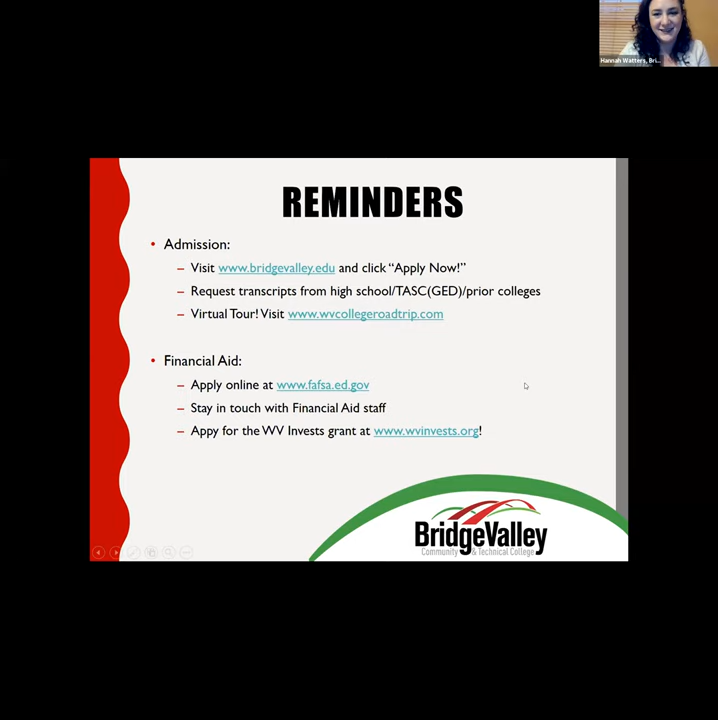 Hannah Watters, Bri...
REMINDERS
• Admission:
– Visit www.bridgevalley.edu and click “Apply Now!”
– Request transcripts from high school/TASC(GED)/prior colleges
– Virtual Tour! Visit www.wvcollegeroadtrip.com
• Financial Aid:
– Apply online at www.fafsa.ed.gov
– Stay in touch with Financial Aid staff
– Appy for the WV Invests grant at www.wvinvests.org!
BridgeValley
Community & Technical College